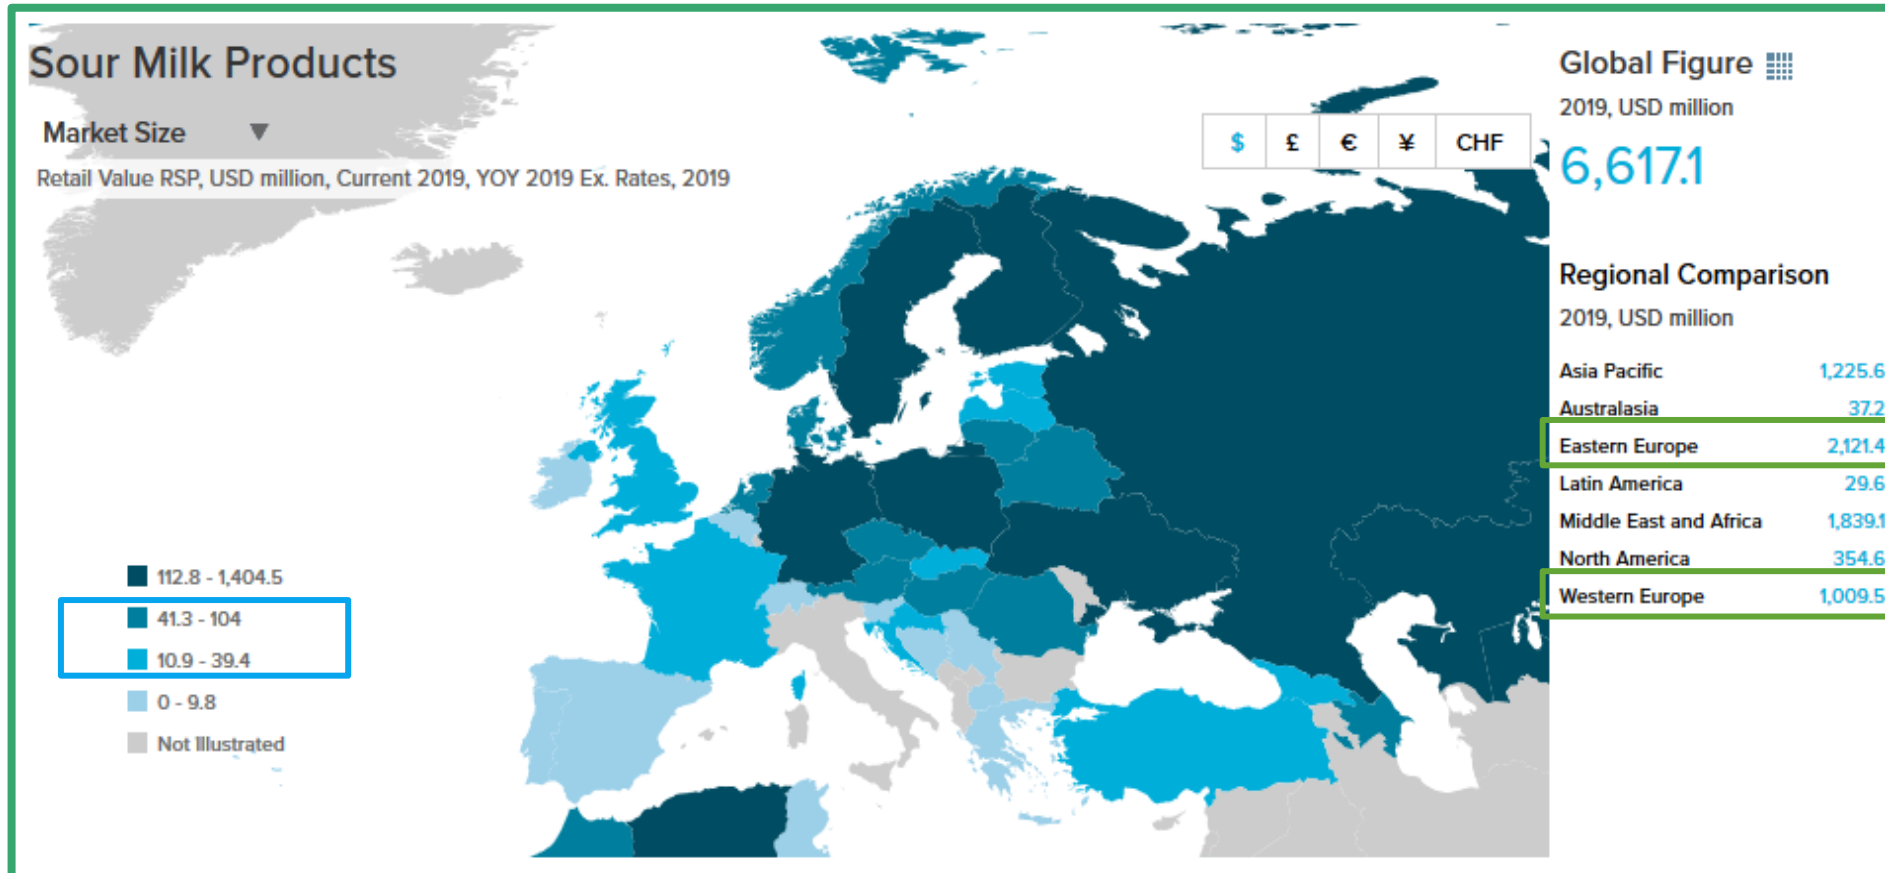 Sour Milk Products
Market Size
Retail Value RSP, USD million, Current 2019, YOY 2019 Ex. Rates, 2019
$ £ € ¥ CHF
112.8 - 1,404.5
41.3 - 104
10.9 - 39.4
0 - 9.8
Not Illustrated
Global Figure
2019, USD million
6,617.1
Regional Comparison
2019, USD million
Asia Pacific 1,225.6
Australasia 37.2
Eastern Europe 2,121.4
Latin America 29.6
Middle East and Africa 1,839.1
North America 354.6
Western Europe 1,009.5